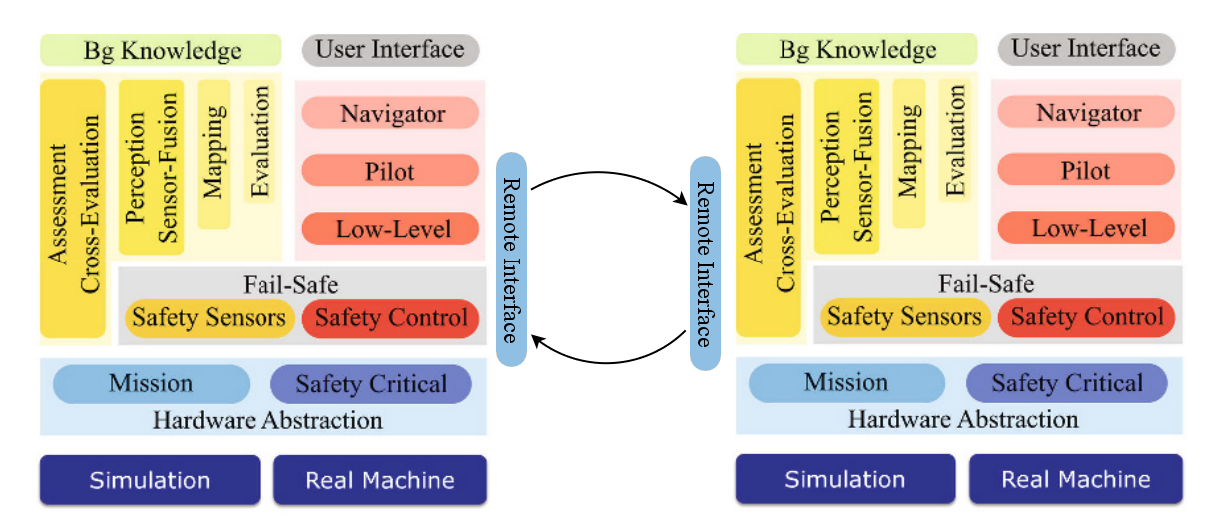 Bg Knowledge
User Interface
Assessment
Cross-Evaluation
Perception
Sensor-Fusion
Mapping
Evaluation
Navigator
Pilot
Low-Level
Fail-Safe
Safety Sensors
Safety Control
Mission
Safety Critical
Hardware Abstraction
Simulation
Real Machine
Remote Interface
Remote Interface
Bg Knowledge
User Interface
Assessment
Cross-Evaluation
Perception
Sensor-Fusion
Mapping
Evaluation
Navigator
Pilot
Low-Level
Fail-Safe
Safety Sensors
Safety Control
Mission
Safety Critical
Hardware Abstraction
Simulation
Real Machine